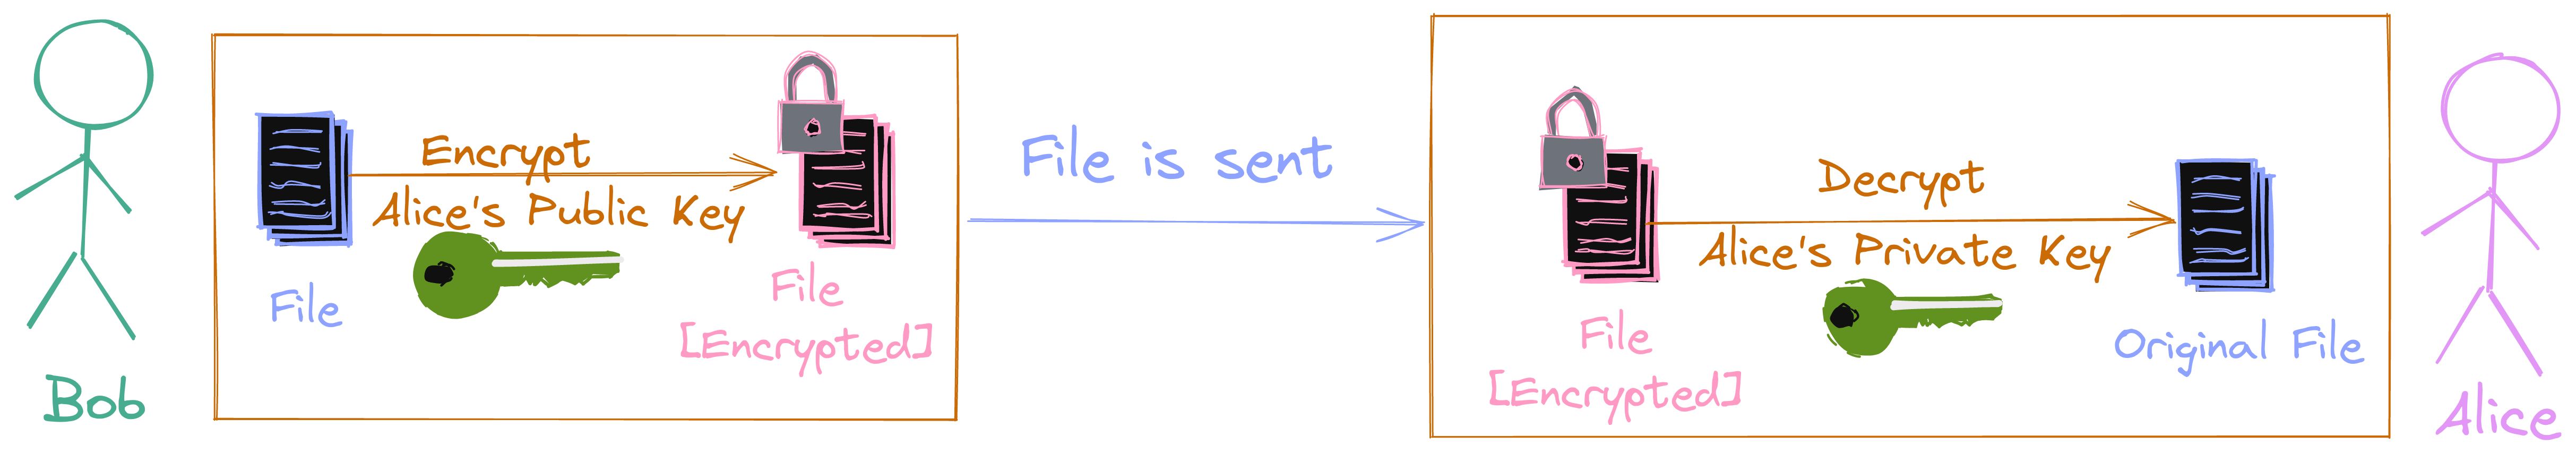 Bob
Encrypt
Alice's Public Key
File
File
[Encrypted]
File is sent
File
[Encrypted]
Decrypt
Alice's Private Key
Original File
Alice